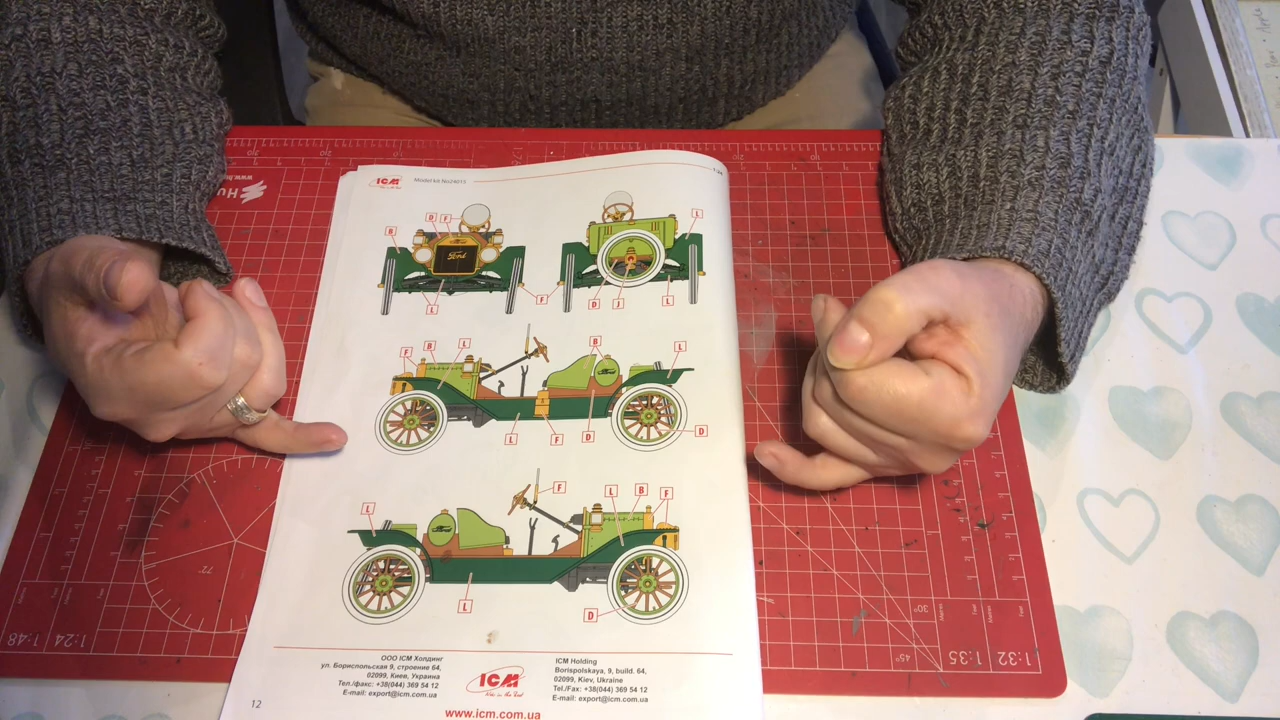 ICM
Model kit No24015
B
D
F
L
F
L
D
J
L
Ford
F
B
L
B
L
L
F
D
D
F
L
L
B
F
L
D
ООО ICM Холдинг
ул. Бориспольская 9, строение 64,
02099, Киев, Украина
Тел./факс: +38(044) 369 54 12
E-mail: export@icm.com.ua
ICM
ICM Holding
Borispolskaya, 9, build. 64,
02099, Kiev, Ukraine
Tel./Fax: +38(044) 369 54 12
E-mail: export@icm.com.ua
12
www.icm.com.ua
72°
30°
45°
1:48
1:24
1:35
1:32